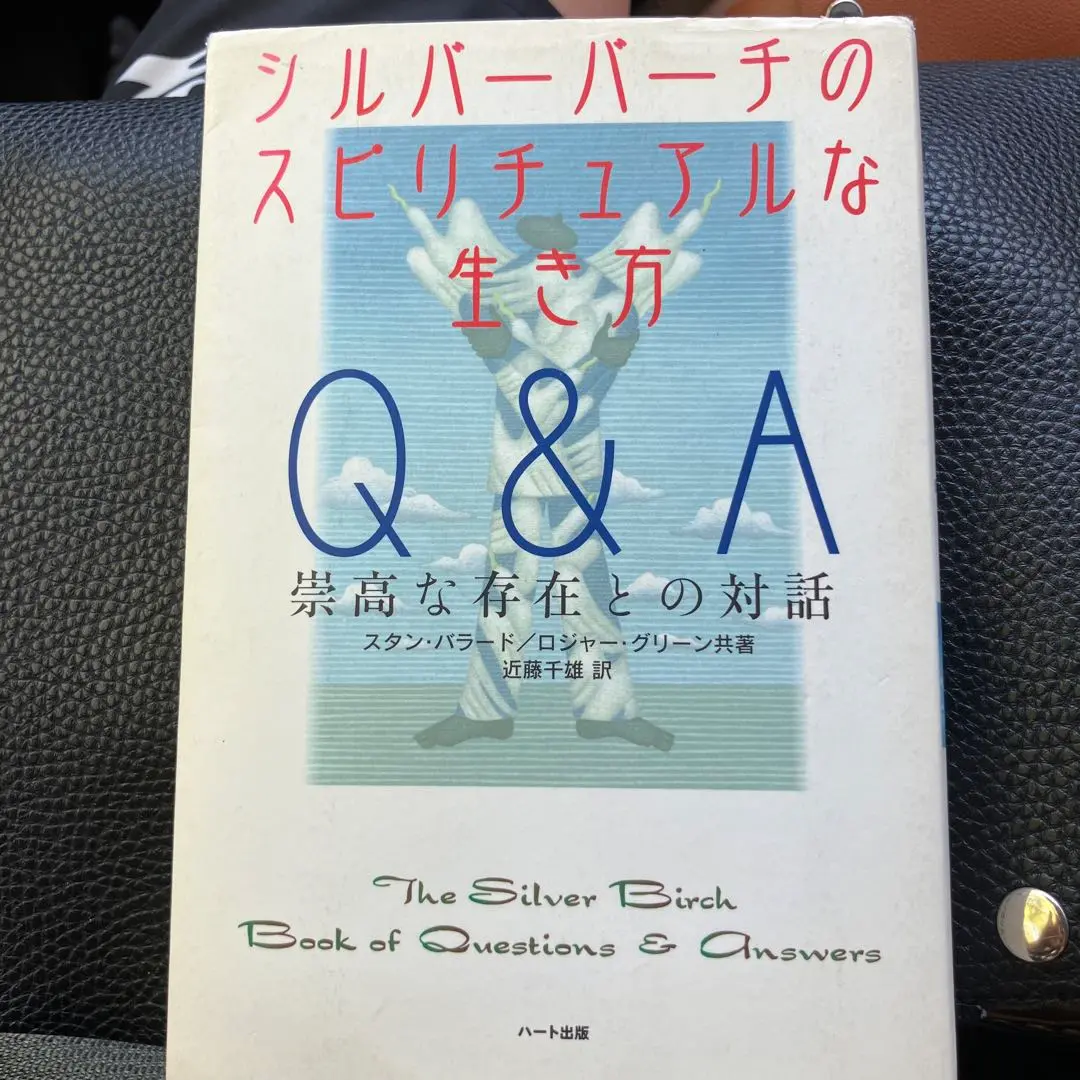 シルバーバーチの
スピリチュアルな
生き方
Q & A
崇高な存在との対話
スタン・バラード／ロジャー・グリーン共著
近藤千雄 訳
The Silver Birch
Book of Questions & Answers
ハート出版